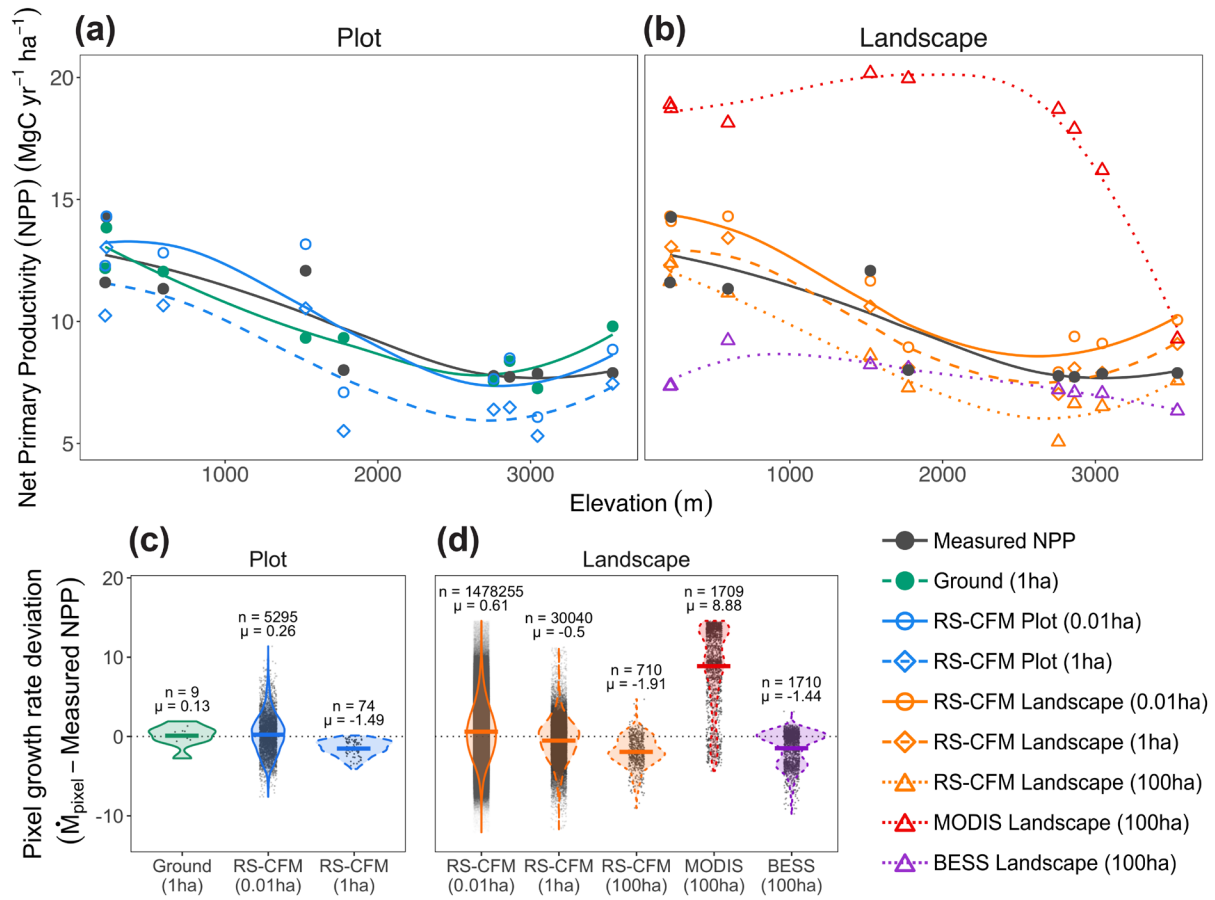 (a)
Plot
(b)
Landscape
Net Primary Productivity (NPP) (MgC yr⁻¹ ha⁻¹)
20
15
10
5
1000
2000
3000
1000
2000
3000
Elevation (m)
(c)
Plot
(d)
Landscape
Pixel growth rate deviation
(Ṁpixel − Measured NPP)
20
10
0
-10
n = 9
μ = 0.13
n = 5295
μ = 0.26
n = 74
μ = -1.49
n = 1478255
μ = 0.61
n = 30040
μ = -0.5
n = 710
μ = -1.91
n = 1709
μ = 8.88
n = 1710
μ = -1.44
Ground
(1ha)
RS-CFM
(0.01ha)
RS-CFM
(1ha)
RS-CFM
(0.01ha)
RS-CFM
(1ha)
RS-CFM
(100ha)
MODIS
(100ha)
BESS
(100ha)
Measured NPP
Ground (1ha)
RS-CFM Plot (0.01ha)
RS-CFM Plot (1ha)
RS-CFM Landscape (0.01ha)
RS-CFM Landscape (1ha)
RS-CFM Landscape (100ha)
MODIS Landscape (100ha)
BESS Landscape (100ha)